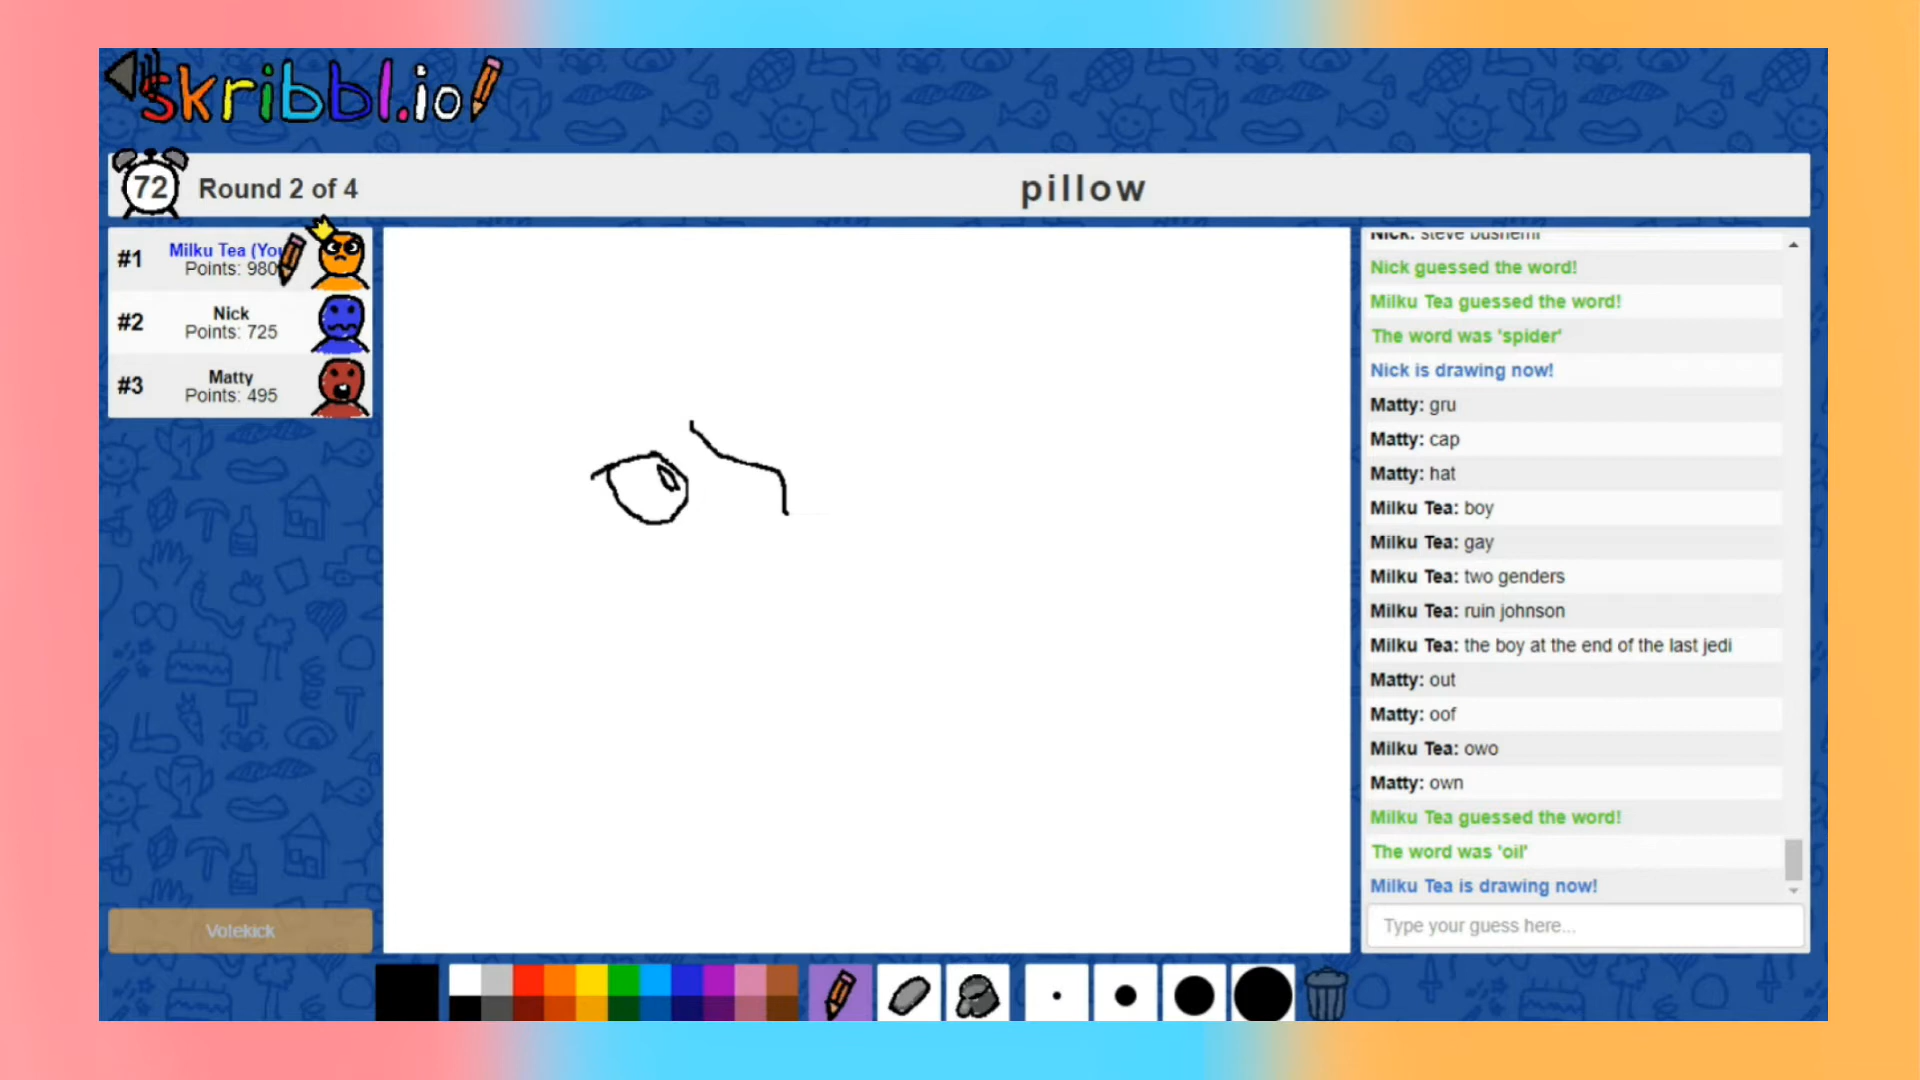 skribbl.io
72
Round 2 of 4
pillow
#1
Milku Tea (You
Points: 980
#2
Nick
Points: 725
#3
Matty
Points: 495
Nick: steve bushemi
Nick guessed the word!
Milku Tea guessed the word!
The word was 'spider'
Nick is drawing now!
Matty: gru
Matty: cap
Matty: hat
Milku Tea: boy
Milku Tea: gay
Milku Tea: two genders
Milku Tea: ruin johnson
Milku Tea: the boy at the end of the last jedi
Matty: out
Matty: oof
Milku Tea: owo
Matty: own
Milku Tea guessed the word!
The word was 'oil'
Milku Tea is drawing now!
Type your guess here...
Votekick